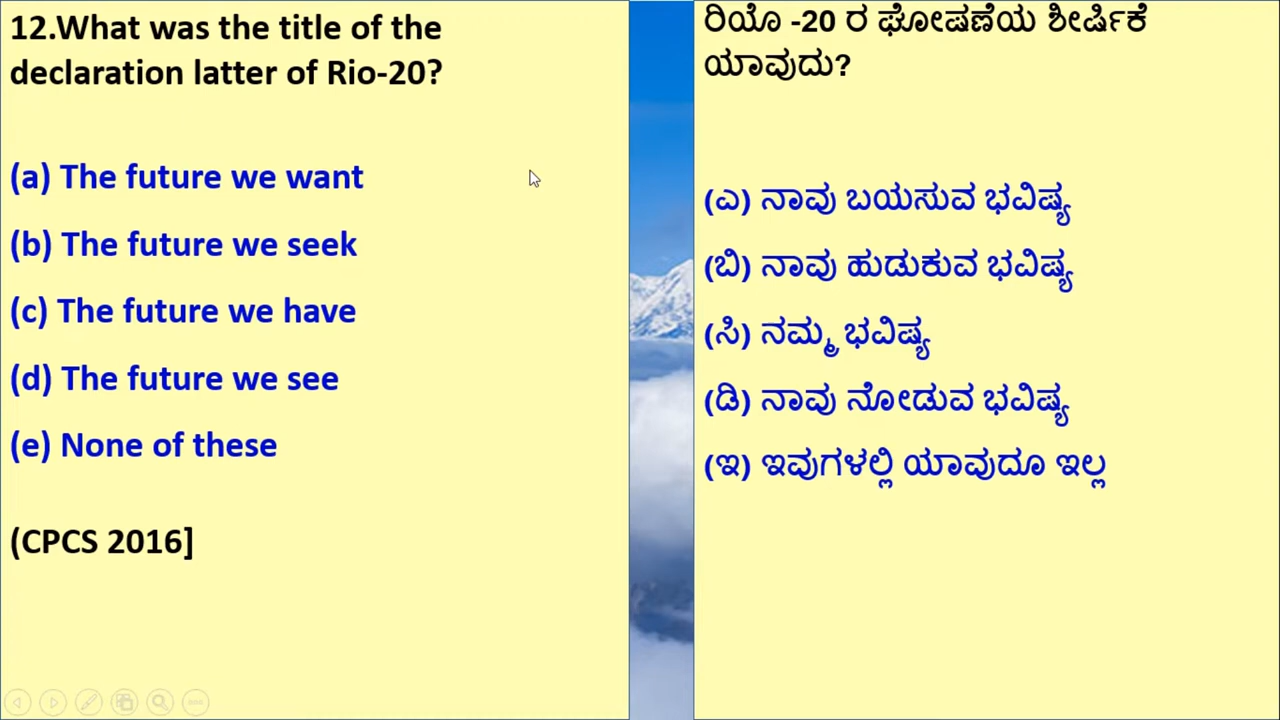 12.What was the title of the
declaration latter of Rio-20?
(a) The future we want
(b) The future we seek
(c) The future we have
(d) The future we see
(e) None of these
(CPCS 2016]
ರಿಯೊ -20 ರ ಘೋಷಣೆಯ ಶೀರ್ಷಿಕೆ
ಯಾವುದು?
(ಎ) ನಾವು ಬಯಸುವ ಭವಿಷ್ಯ
(ಬಿ) ನಾವು ಹುಡುಕುವ ಭವಿಷ್ಯ
(ಸಿ) ನಮ್ಮ ಭವಿಷ್ಯ
(ಡಿ) ನಾವು ನೋಡುವ ಭವಿಷ್ಯ
(ಇ) ಇವುಗಳಲ್ಲಿ ಯಾವುದೂ ಇಲ್ಲ